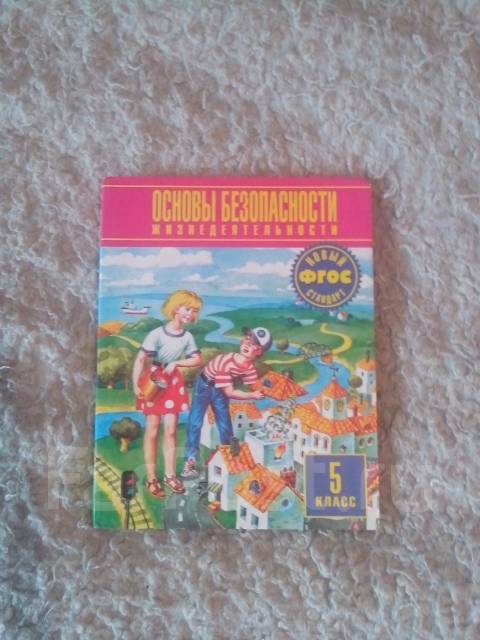 ОСНОВЫ БЕЗОПАСНОСТИ
ЖИЗНЕДЕЯТЕЛЬНОСТИ
НОВЫЙ
ФГОС
СТАНДАРТ
5
КЛАСС